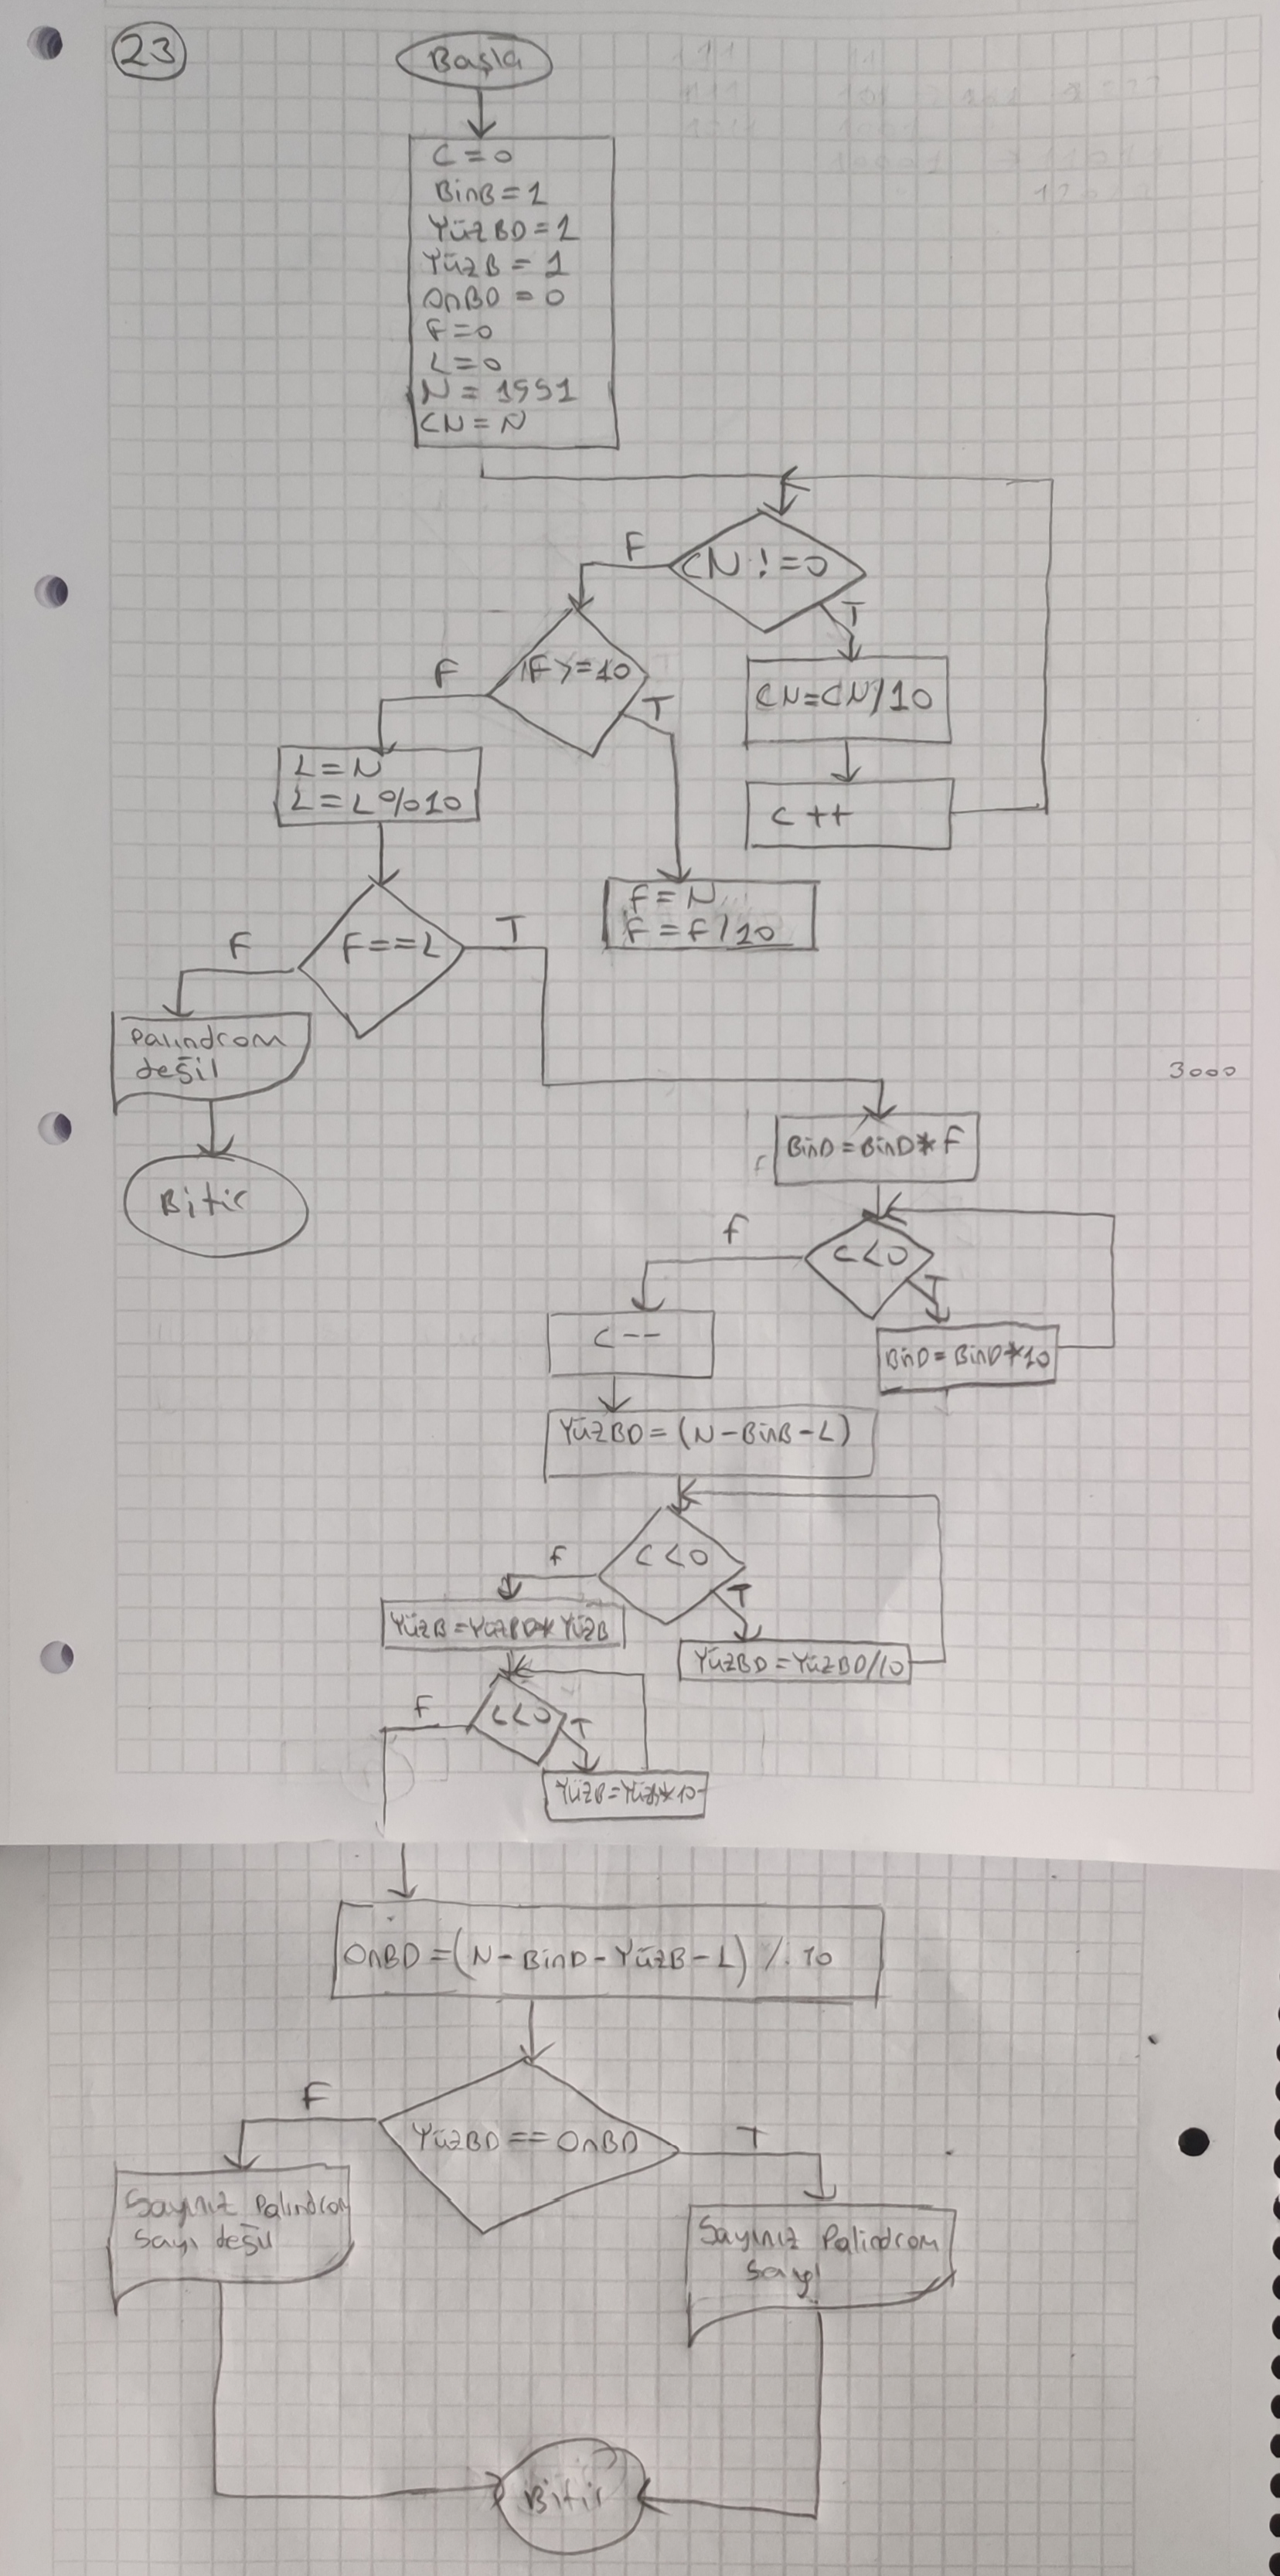 23
Başla
C = 0
BinB = 1
YüzBD = 1
YüzB = 1
OnBD = 0
F = 0
L = 0
N = 1991
CN = N
CN != 0
F
T
F >= 10
F
T
CN = CN/10
L = N
L = L % 10
C ++
F = N
F = F / 10
F == L
F
T
Palindrom
değil
3000
BinD = BinD * F
Bitir
C < 0
F
T
C --
BinD = BinD * 10
YüzBD = (N - BinB - L)
C < 0
F
T
YüzB = YüzBD * YüzB
YüzBD = YüzBD/10
C < 0
F
T
YüzB = YüzB * 10
OnBD = (N - BinD - YüzB - L) % 10
F
YüzBD == OnBD
T
Sayınız Palindrom
Sayı değil
Sayınız Palindrom
Sayı
Bitir